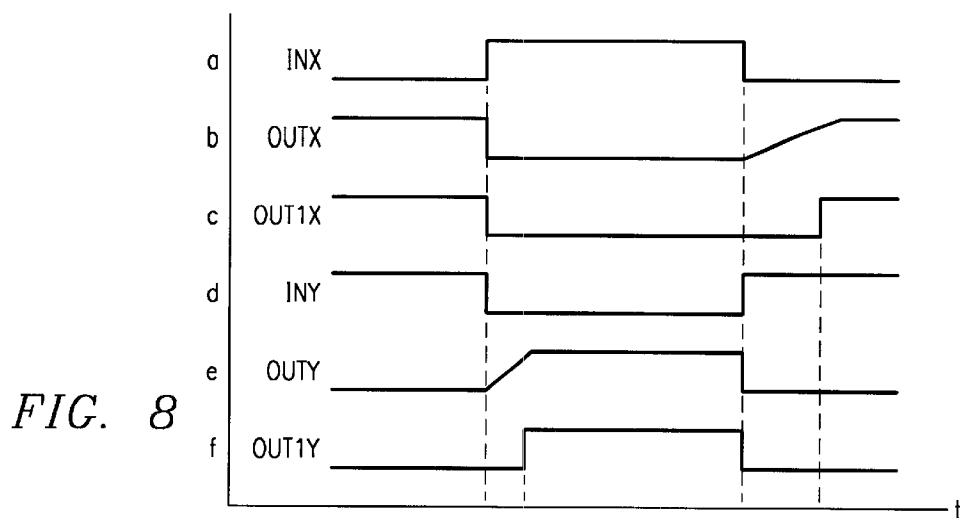 a INX
b OUTX
c OUT1X
d INY
e OUTY
f OUT1Y
FIG. 8
t